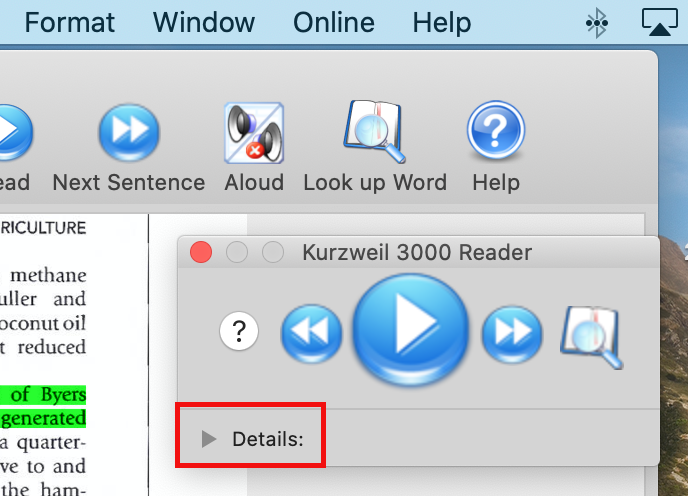 Format Window Online Help
ead Next Sentence Aloud Look up Word Help
RICULTURE
methane
uller and
oconut oil
t reduced
of Byers
generated
a quarter-
ve to and
the ham-
Kurzweil 3000 Reader
?
Details: